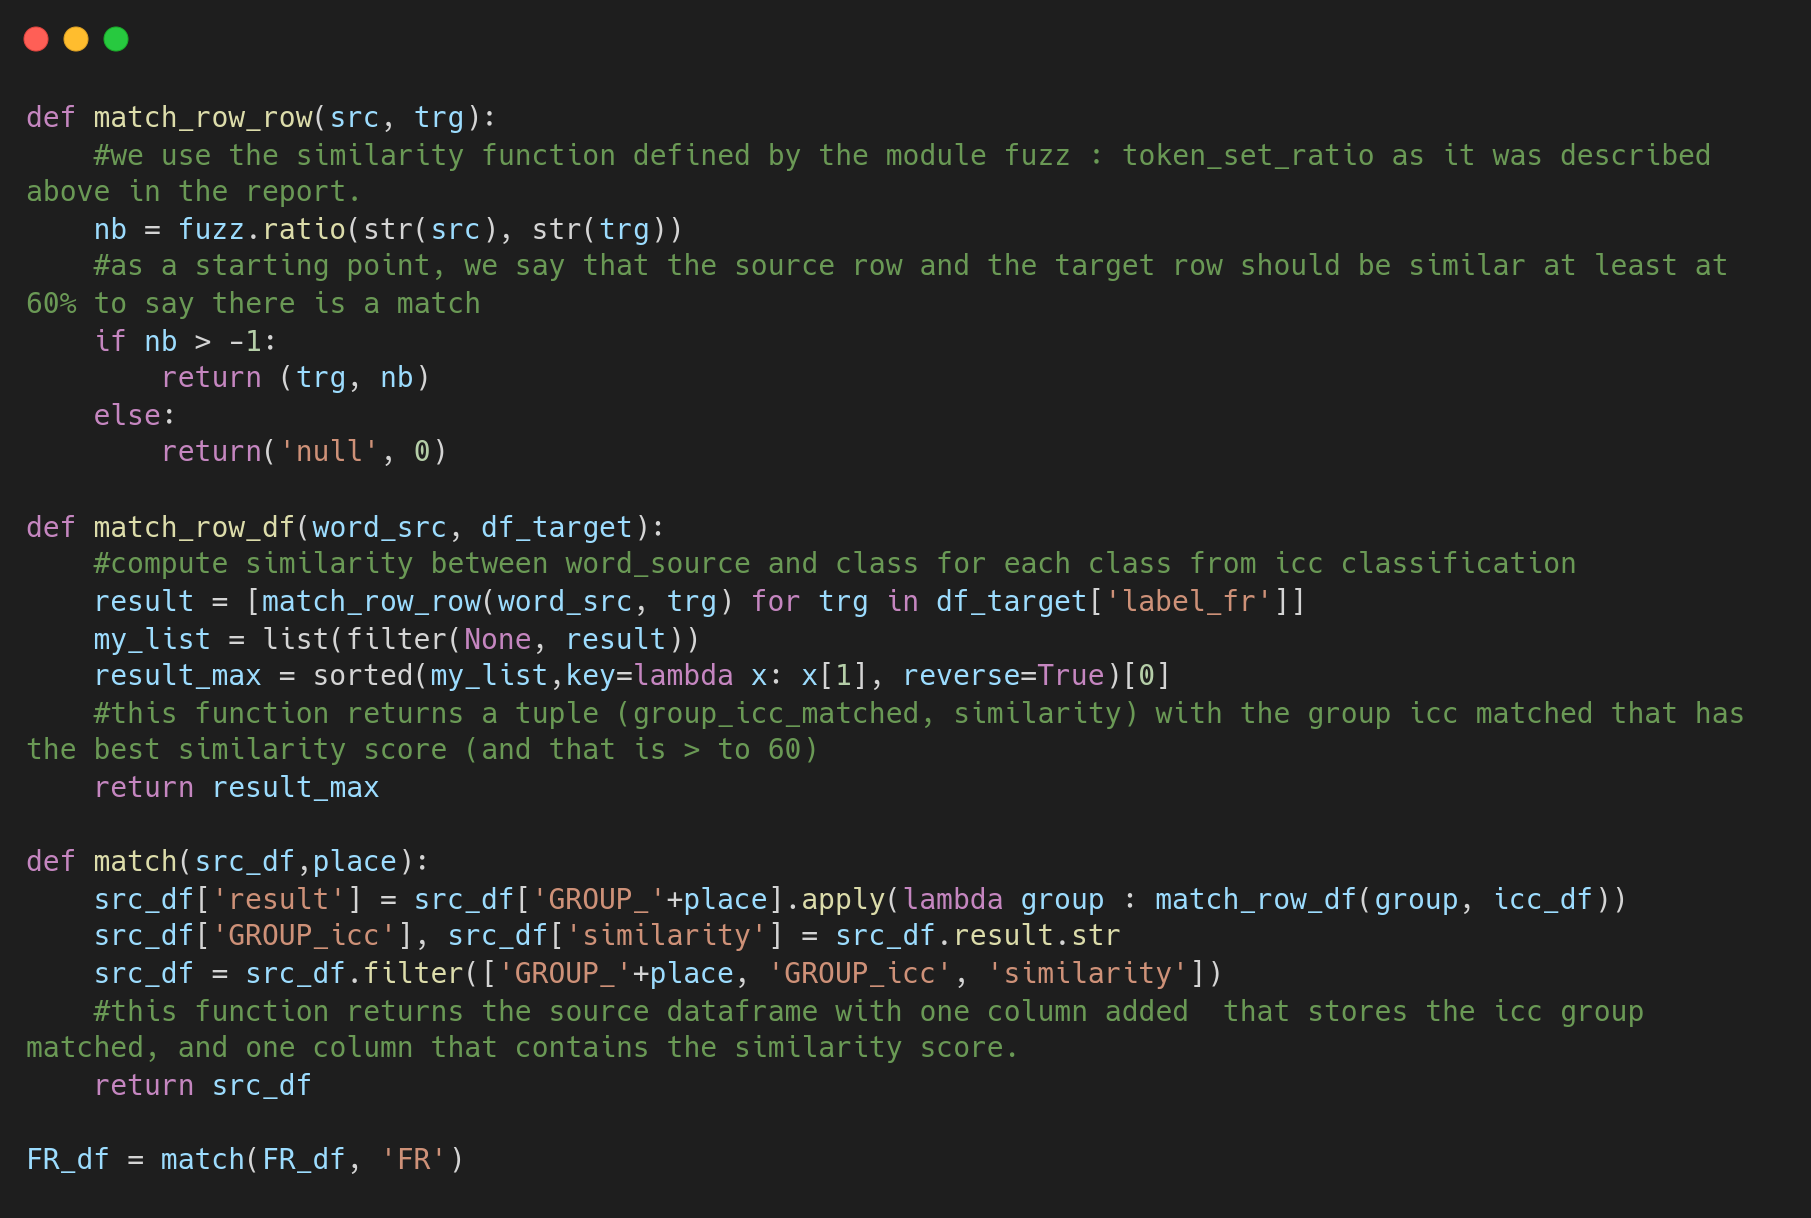 def match_row_row(src, trg):
    #we use the similarity function defined by the module fuzz : token_set_ratio as it was described
above in the report.
    nb = fuzz.ratio(str(src), str(trg))
    #as a starting point, we say that the source row and the target row should be similar at least at
60% to say there is a match
    if nb > -1:
        return (trg, nb)
    else:
        return('null', 0)

def match_row_df(word_src, df_target):
    #compute similarity between word_source and class for each class from icc classification
    result = [match_row_row(word_src, trg) for trg in df_target['label_fr']]
    my_list = list(filter(None, result))
    result_max = sorted(my_list,key=lambda x: x[1], reverse=True)[0]
    #this function returns a tuple (group_icc_matched, similarity) with the group icc matched that has
the best similarity score (and that is > to 60)
    return result_max

def match(src_df,place):
    src_df['result'] = src_df['GROUP_'+place].apply(lambda group : match_row_df(group, icc_df))
    src_df['GROUP_icc'], src_df['similarity'] = src_df.result.str
    src_df = src_df.filter(['GROUP_'+place, 'GROUP_icc', 'similarity'])
    #this function returns the source dataframe with one column added  that stores the icc group
matched, and one column that contains the similarity score.
    return src_df

FR_df = match(FR_df, 'FR')